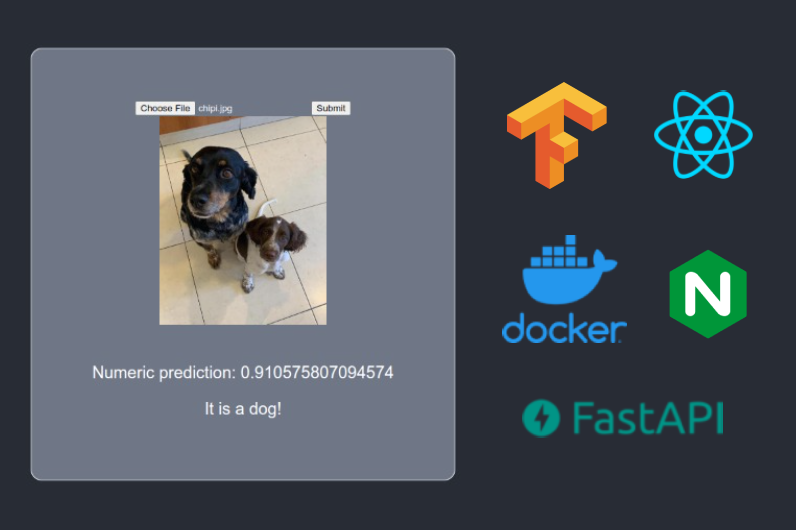 Choose File chipi.jpg Submit
Numeric prediction: 0.910575807094574
It is a dog!
docker
N
FastAPI